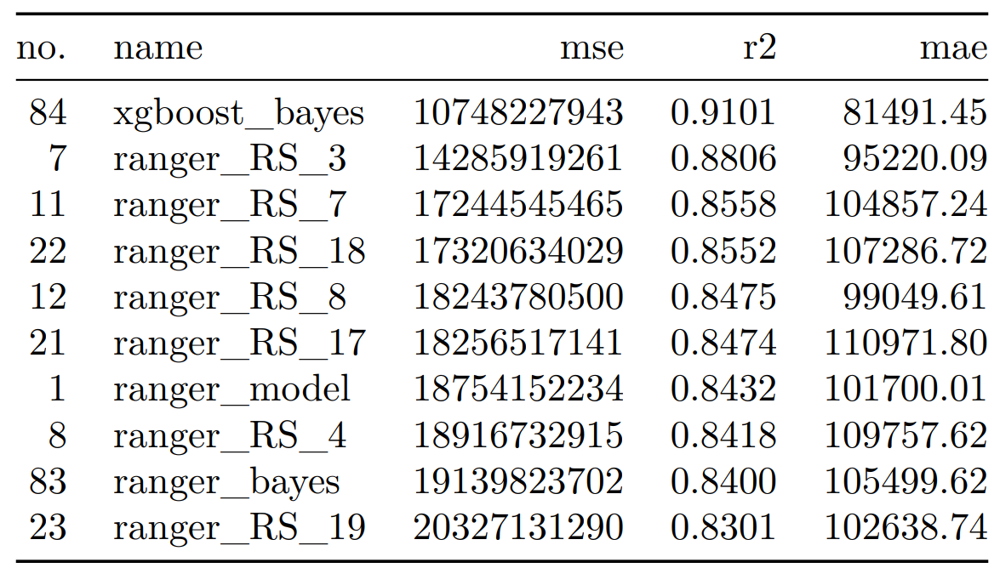 no. name mse r2 mae
84 xgboost_bayes 10748227943 0.9101 81491.45
7 ranger_RS_3 14285919261 0.8806 95220.09
11 ranger_RS_7 17244545465 0.8558 104857.24
22 ranger_RS_18 17320634029 0.8552 107286.72
12 ranger_RS_8 18243780500 0.8475 99049.61
21 ranger_RS_17 18256517141 0.8474 110971.80
1 ranger_model 18754152234 0.8432 101700.01
8 ranger_RS_4 18916732915 0.8418 109757.62
83 ranger_bayes 19139823702 0.8400 105499.62
23 ranger_RS_19 20327131290 0.8301 102638.74